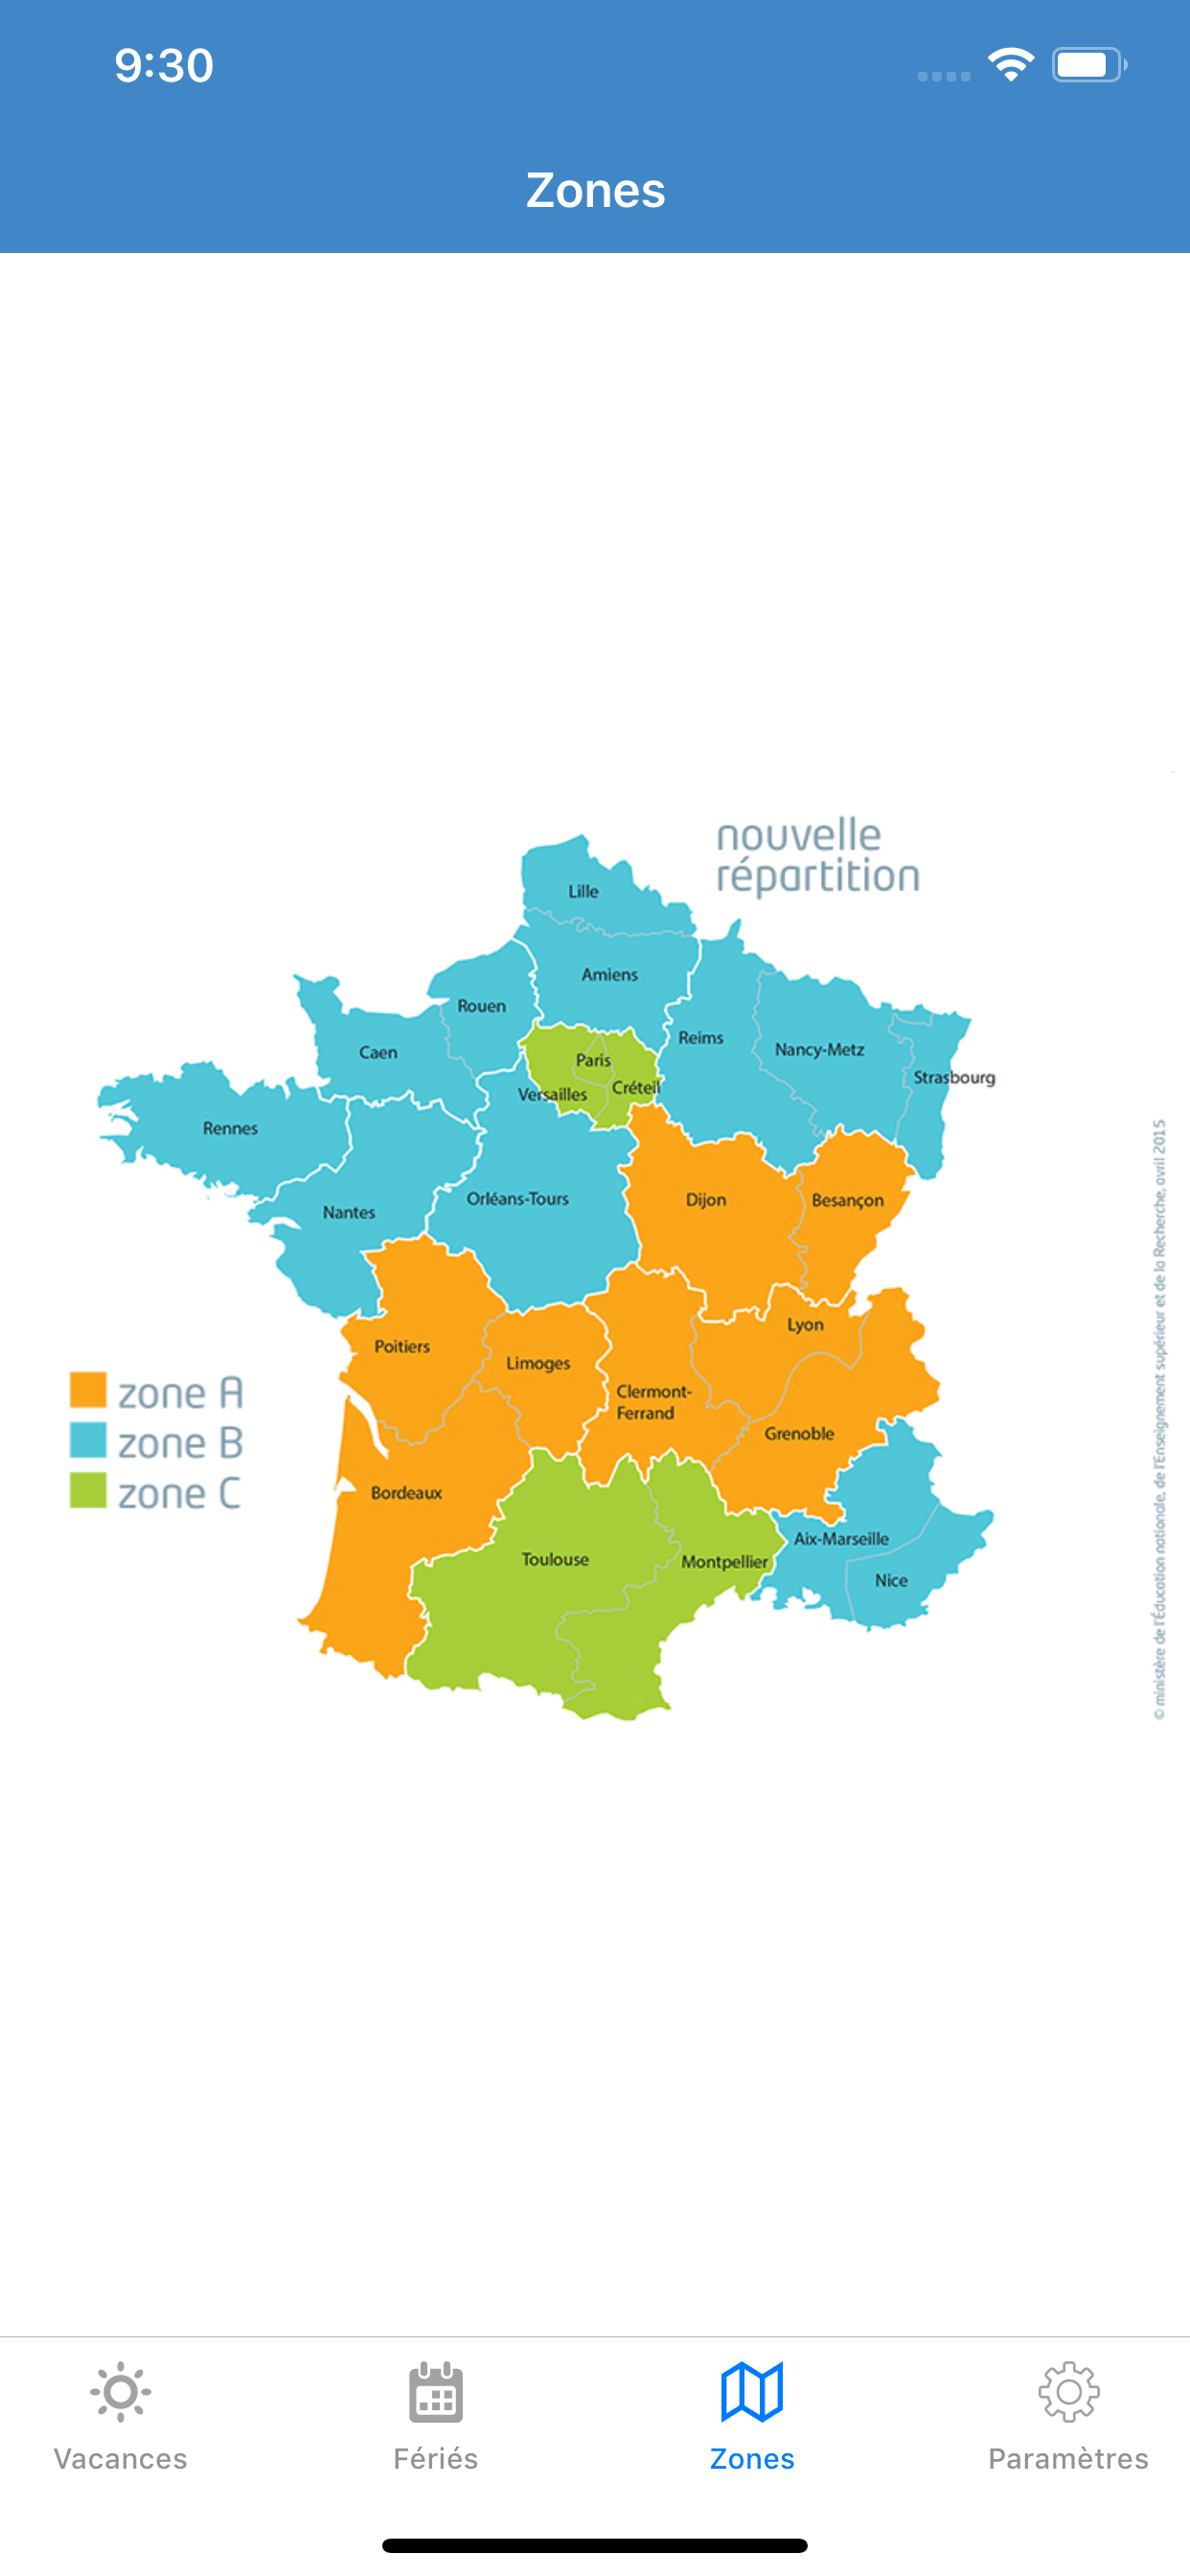 9:30
Zones
nouvelle
répartition
Lille
Amiens
Rouen
Reims
Caen
Nancy-Metz
Paris
Strasbourg
Créteil
Versailles
Rennes
Orléans-Tours
Dijon
Besançon
Nantes
Lyon
Poitiers
Limoges
Clermont-
Ferrand
Grenoble
zone A
zone B
zone C
Bordeaux
Aix-Marseille
Toulouse
Montpellier
Nice
© ministère de l'Éducation nationale, de l'Enseignement supérieur et de la Recherche, avril 2015
Vacances
Fériés
Zones
Paramètres